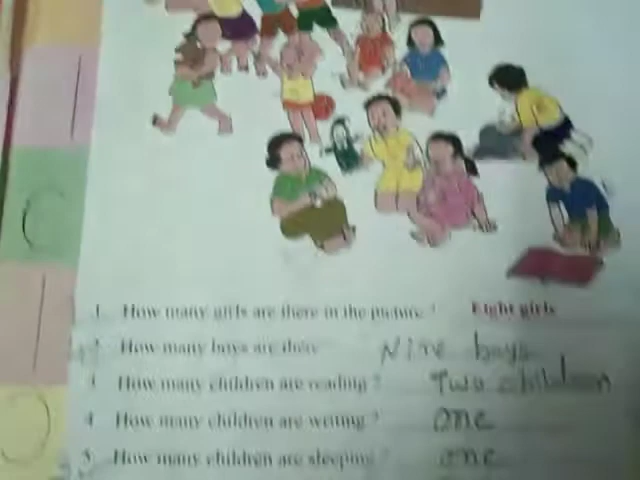 1. How many girls are there in the picture? Eight girls
2. How many boys are there Nine boys
3. How many children are reading? Two children
4. How many children are writing? one
5. How many children are sleeping? one